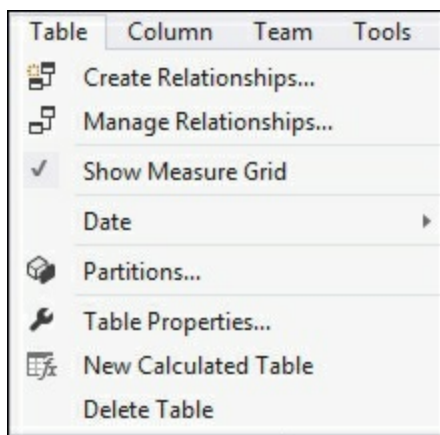 Table Column Team Tools
Create Relationships...
Manage Relationships...
Show Measure Grid
Date
Partitions...
Table Properties...
New Calculated Table
Delete Table